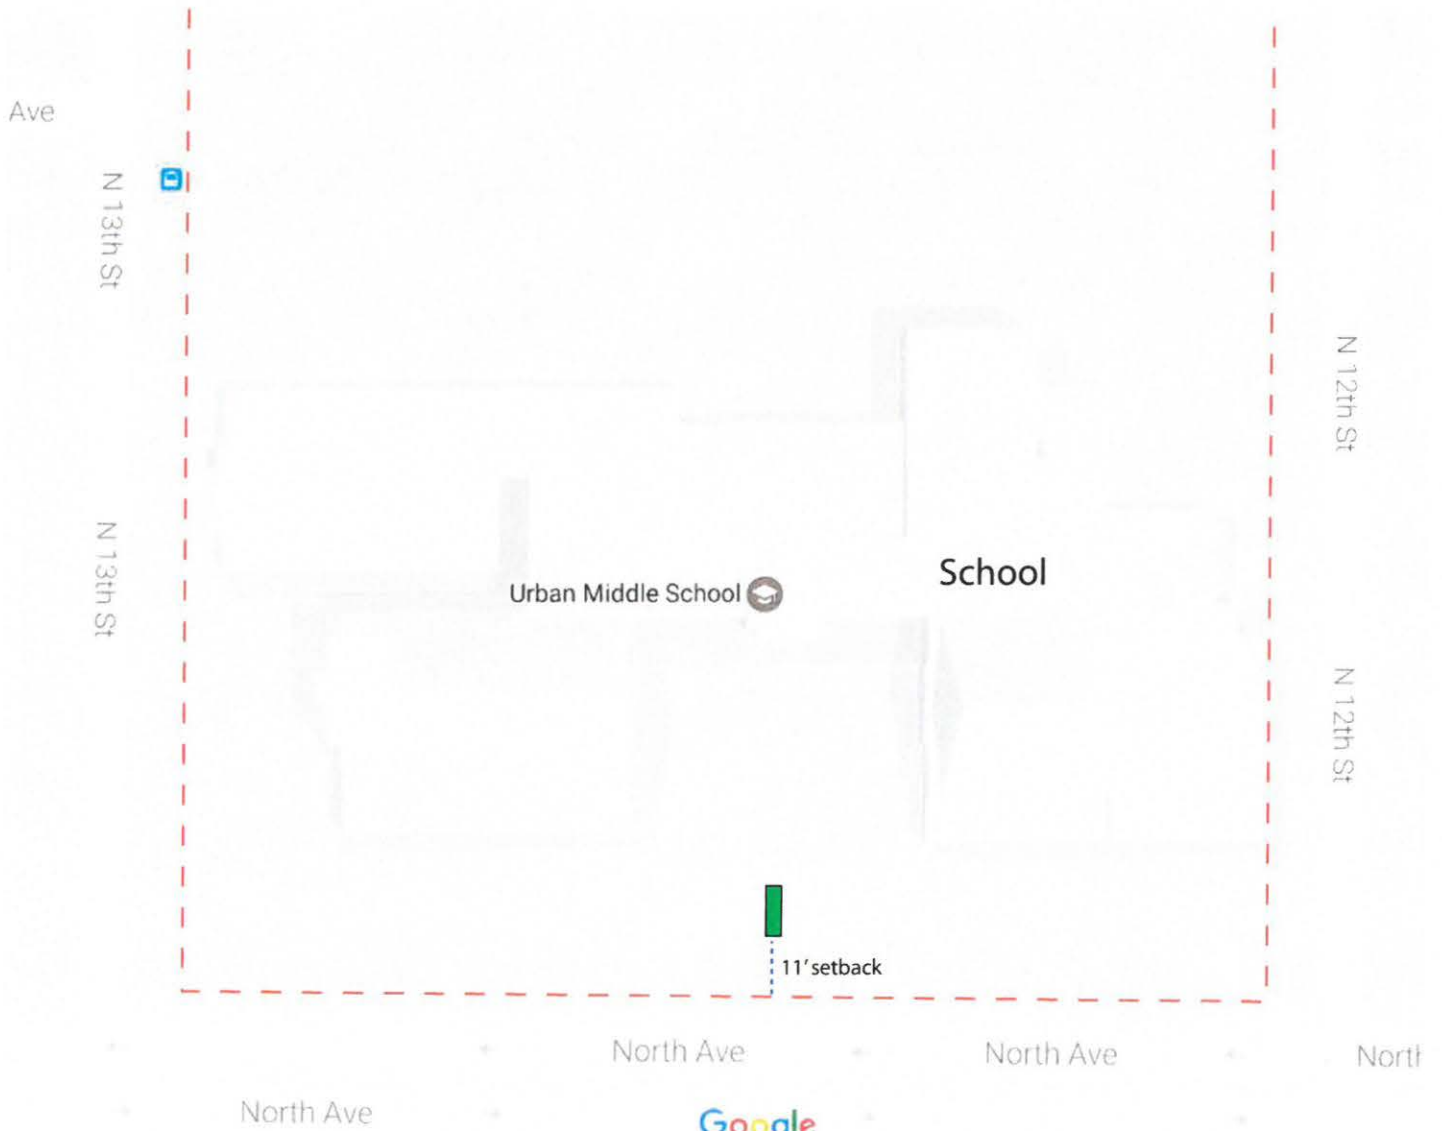 Ave
N 13th St
N 12th St
N 13th St
Urban Middle School
School
N 12th St
11' setback
North Ave
North Ave
North
North Ave
Google